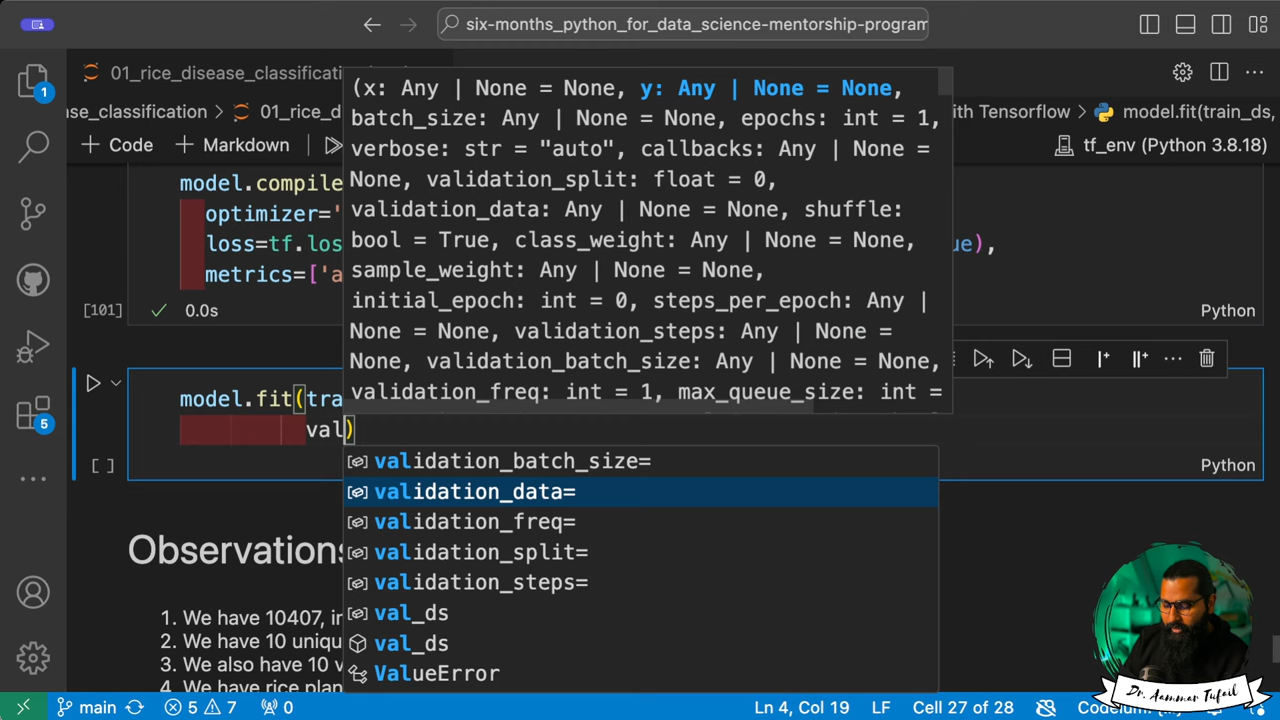 six-months_python_for_data_science-mentorship-program
01_rice_disease_classificati
ease_classification > 01_rice_d
ith Tensorflow > model.fit(train_ds,
+ Code + Markdown
tf_env (Python 3.8.18)
(x: Any | None = None, y: Any | None = None,
batch_size: Any | None = None, epochs: int = 1,
verbose: str = "auto", callbacks: Any | None =
None, validation_split: float = 0,
validation_data: Any | None = None, shuffle:
bool = True, class_weight: Any | None = None,
sample_weight: Any | None = None,
initial_epoch: int = 0, steps_per_epoch: Any |
None = None, validation_steps: Any | None =
None, validation_batch_size: Any | None = None,
validation_freq: int = 1, max_queue_size: int =
model.compile
optimizer='
loss=tf.los
ue),
metrics=['a
[101] 0.0s
Python
1
model.fit(tra
val)
[ ]
Python
5
validation_batch_size=
validation_data=
validation_freq=
validation_split=
validation_steps=
val_ds
val_ds
ValueError
Observations
1. We have 10407, i
2. We have 10 uniqu
3. We also have 10 v
4. We have rice plan
Dr. Aammar Tufail
main 5 7 0
Ln 4, Col 19 LF Cell 27 of 28